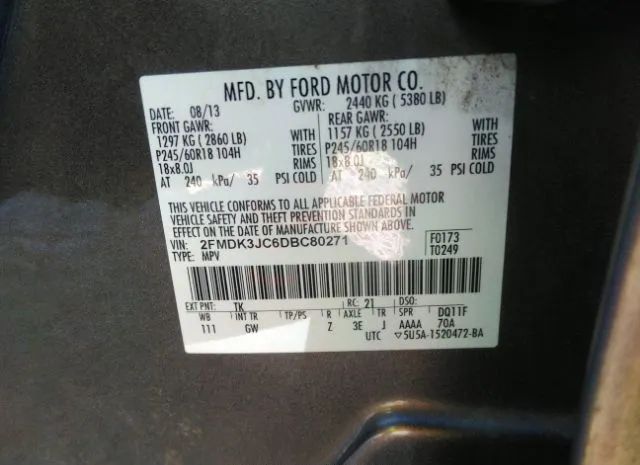 MFD. BY FORD MOTOR CO.
DATE: 08/13 GVWR: 2440 KG ( 5380 LB)
FRONT GAWR: REAR GAWR:
1297 KG ( 2860 LB) WITH 1157 KG ( 2550 LB) WITH
P245/60R18 104H TIRES P245/60R18 104H TIRES
18x8.0J RIMS 18x8.0J RIMS
AT 240 kPa/ 35 PSI COLD AT 240 kPa/ 35 PSI COLD
THIS VEHICLE CONFORMS TO ALL APPLICABLE FEDERAL MOTOR
VEHICLE SAFETY AND THEFT PREVENTION STANDARDS IN
EFFECT ON THE DATE OF MANUFACTURE SHOWN ABOVE.
VIN: 2FMDK3JC6DBC80271 F0173
TYPE: MPV T0249
EXT PNT: TK RC: 21 DSO:
WB INT TR TP/PS R AXLE TR SPR DQ11F
111 GW Z 3E J AAAA 70A
UTC ▽5U5A-1520472-BA